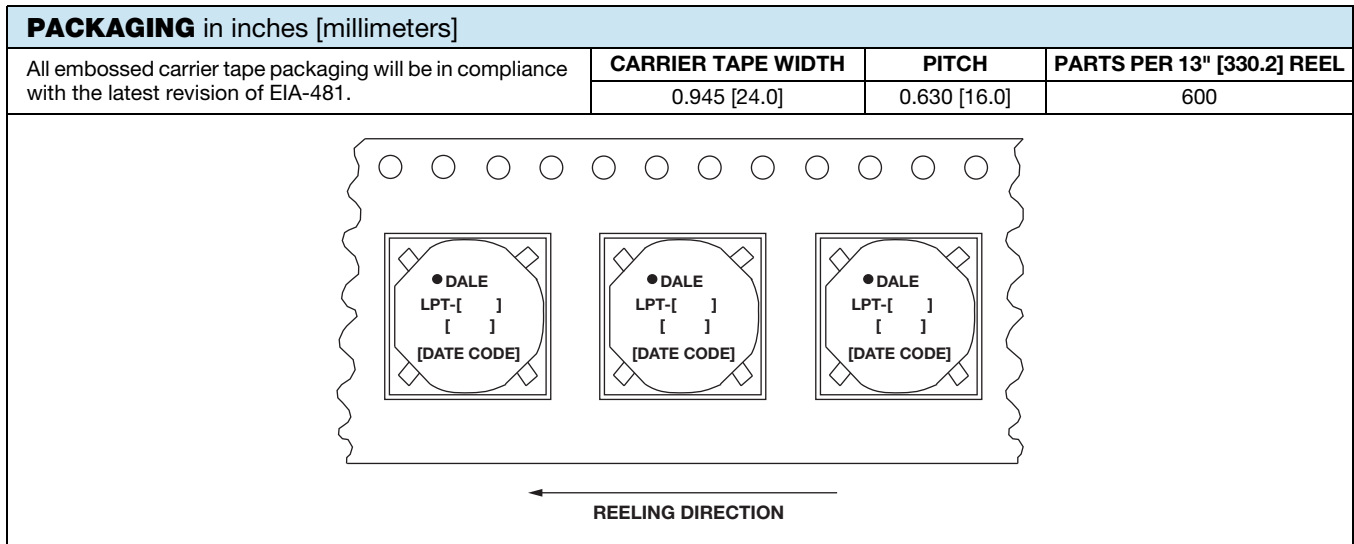 PACKAGING in inches [millimeters]
All embossed carrier tape packaging will be in compliance
with the latest revision of EIA-481.
CARRIER TAPE WIDTH PITCH PARTS PER 13" [330.2] REEL
0.945 [24.0] 0.630 [16.0] 600
DALE DALE DALE
LPT-[ ] LPT-[ ] LPT-[ ]
[ ] [ ] [ ]
[DATE CODE] [DATE CODE] [DATE CODE]
REELING DIRECTION